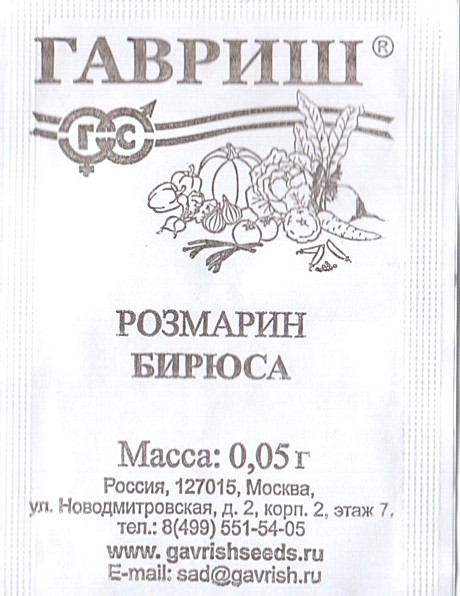 ГАВРИШ®
Г С
РОЗМАРИН
БИРЮСА
Масса: 0,05 г
Россия, 127015, Москва,
ул. Новодмитровская, д. 2, корп. 2, этаж 7,
тел.: 8(499) 551-54-05
www. gavrishseeds.ru
E-mail: sad@gavrish.ru